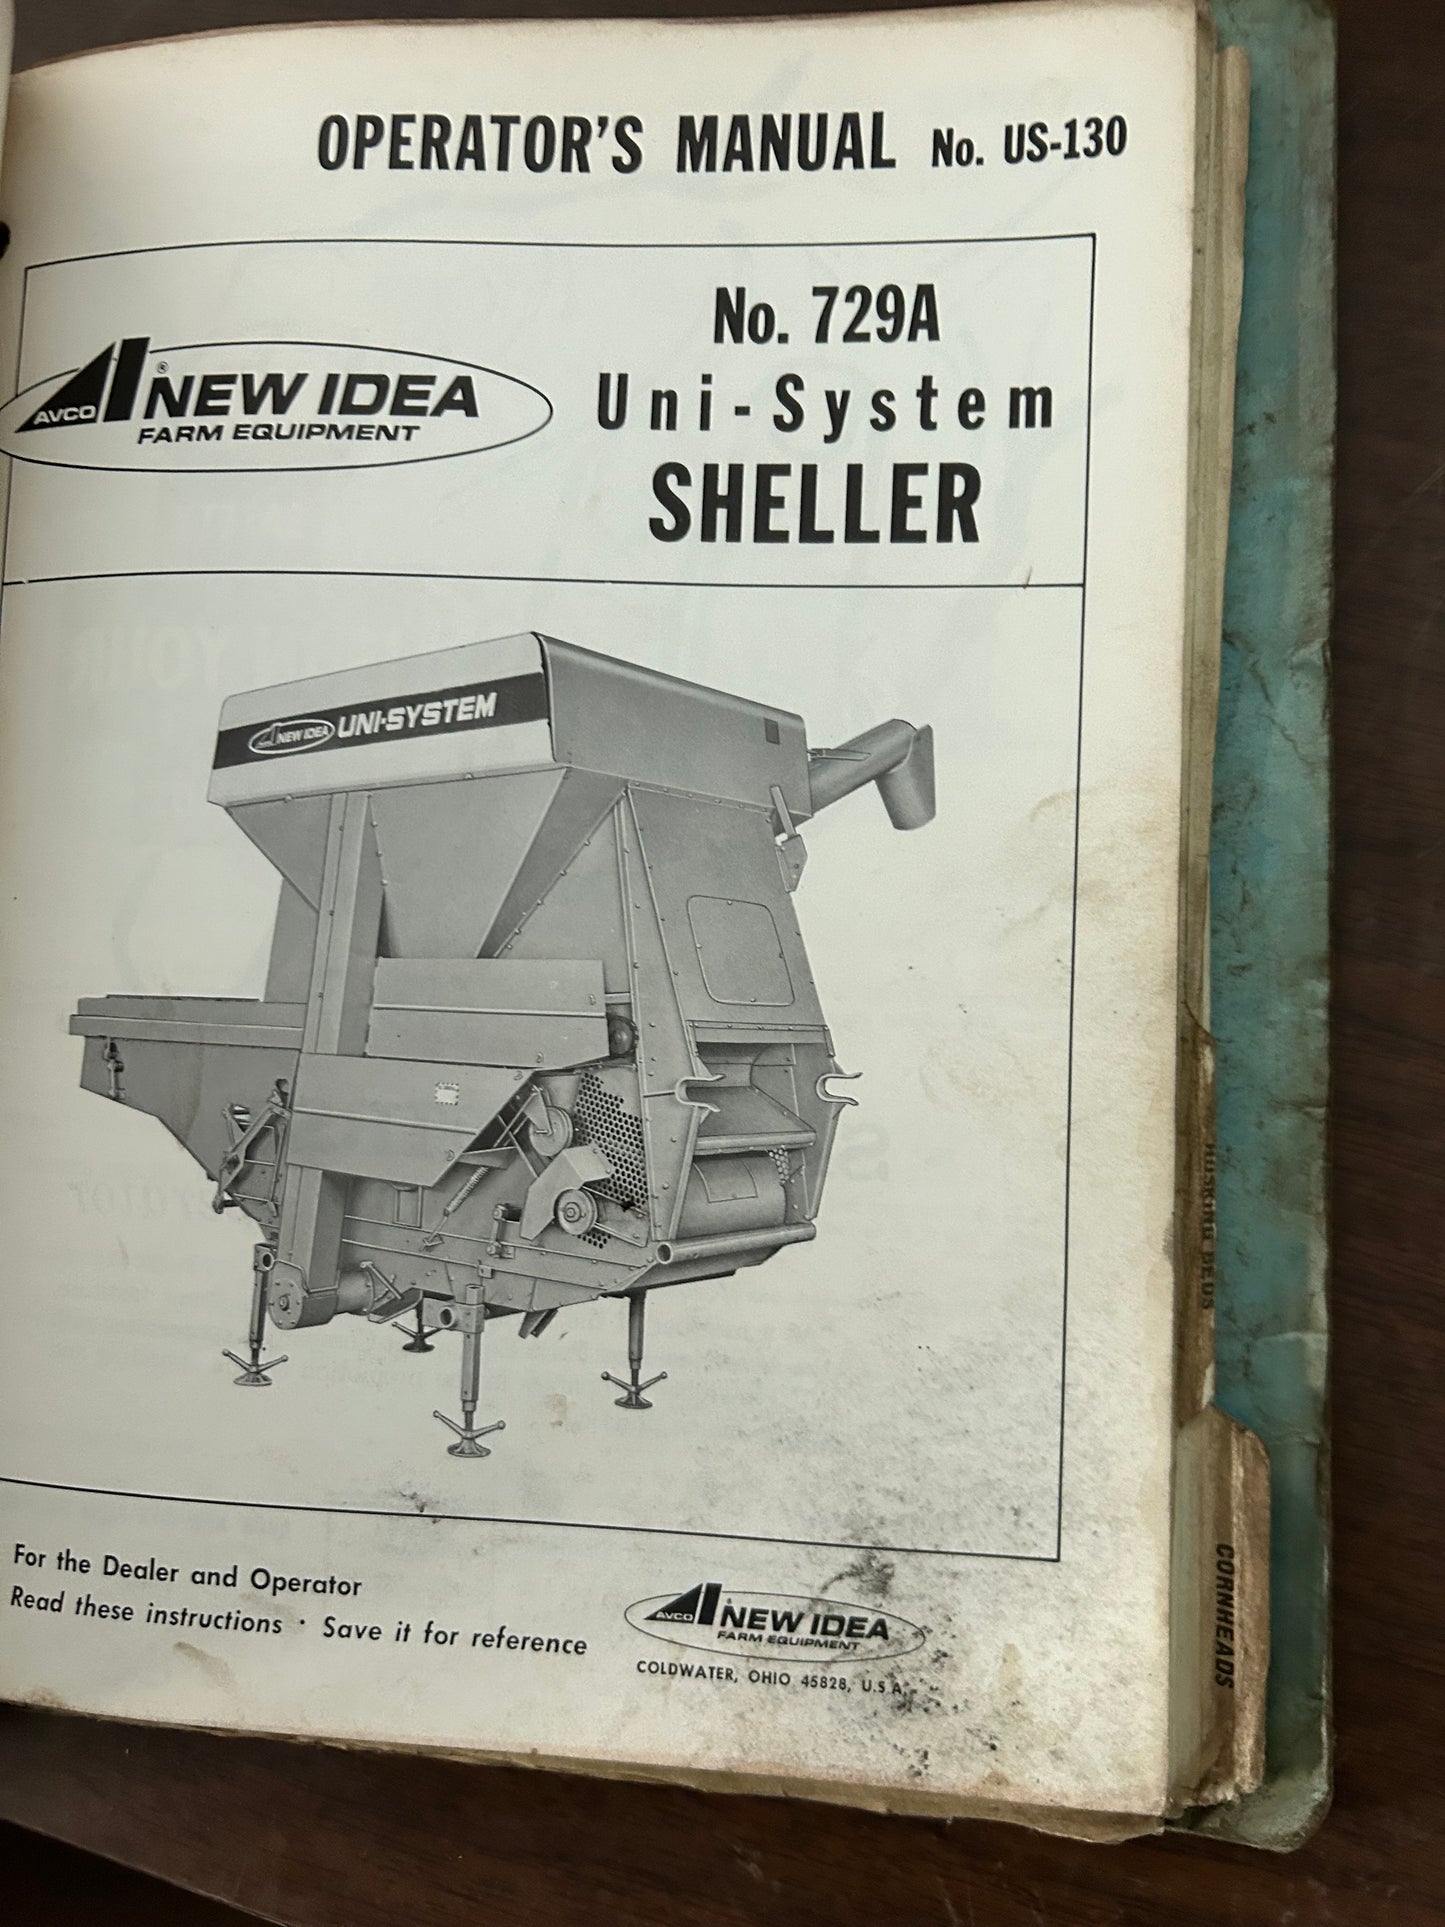 OPERATOR'S MANUAL No. US-130
No. 729A
Uni-System
SHELLER
AVCO NEW IDEA ®
FARM EQUIPMENT
NEW IDEA UNI-SYSTEM
For the Dealer and Operator
Read these instructions · Save it for reference
AVCO NEW IDEA
FARM EQUIPMENT
COLDWATER, OHIO 45828, U.S.A.
HUSKING BEDS
CORNHEADS